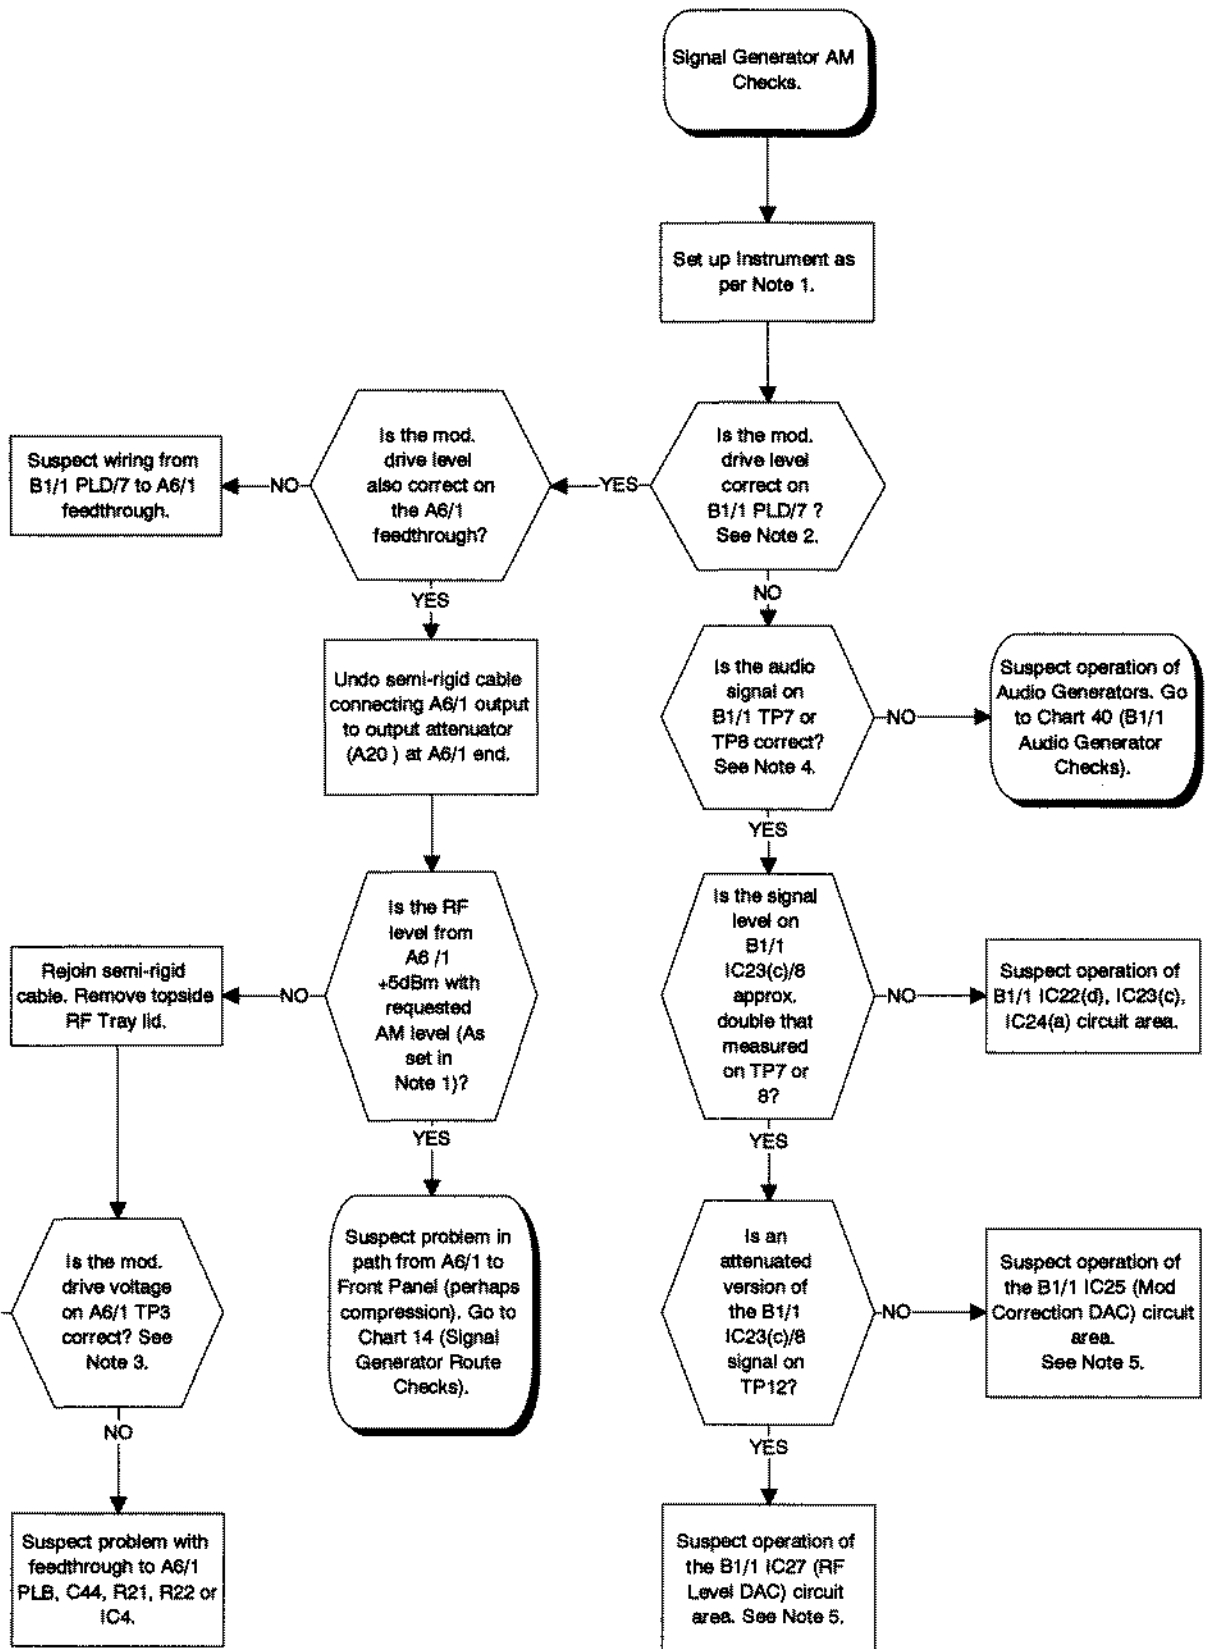 Signal Generator AM
Checks.
Set up Instrument as
per Note 1.
Is the mod.
drive level
correct on
B1/1 PLD/7 ?
See Note 2.
YES
Is the mod.
drive level
also correct on
the A6/1
feedthrough?
NO
Suspect wiring from
B1/1 PLD/7 to A6/1
feedthrough.
YES
Undo semi-rigid cable
connecting A6/1 output
to output attenuator
(A20 ) at A6/1 end.
Is the RF
level from
A6 /1
+5dBm with
requested
AM level (As
set in
Note 1)?
NO
Rejoin semi-rigid
cable. Remove topside
RF Tray lid.
Is the mod.
drive voltage
on A6/1 TP3
correct? See
Note 3.
NO
Suspect problem with
feedthrough to A6/1
PLB, C44, R21, R22 or
IC4.
YES
Suspect problem in
path from A6/1 to
Front Panel (perhaps
compression). Go to
Chart 14 (Signal
Generator Route
Checks).
NO
Is the audio
signal on
B1/1 TP7 or
TP8 correct?
See Note 4.
NO
Suspect operation of
Audio Generators. Go
to Chart 40 (B1/1
Audio Generator
Checks).
YES
Is the signal
level on
B1/1
IC23(c)/8
approx.
double that
measured
on TP7 or
8?
NO
Suspect operation of
B1/1 IC22(d), IC23(c),
IC24(a) circuit area.
YES
Is an
attenuated
version of
the B1/1
IC23(c)/8
signal on
TP12?
NO
Suspect operation of
the B1/1 IC25 (Mod
Correction DAC) circuit
area.
See Note 5.
YES
Suspect operation of
the B1/1 IC27 (RF
Level DAC) circuit
area. See Note 5.